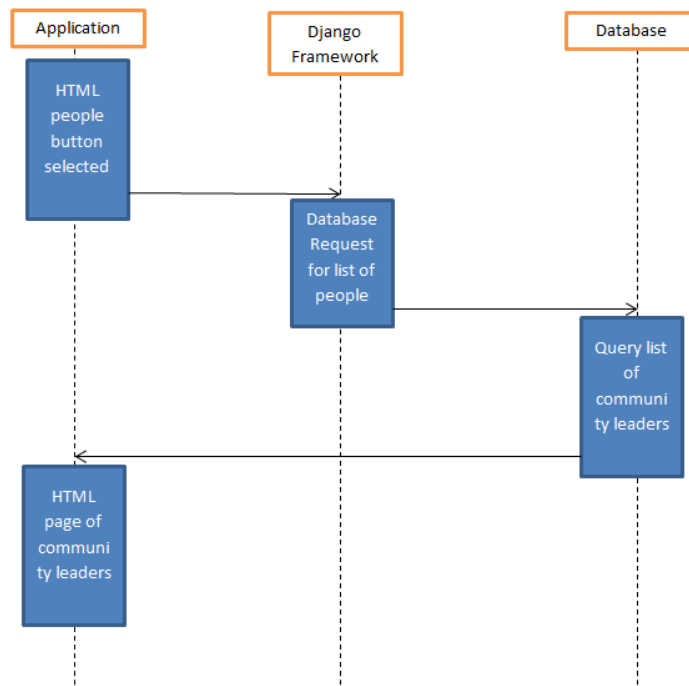 Application
Django
Framework
Database
HTML
people
button
selected
Database
Request
for list of
people
Query list
of
communi
ty leaders
HTML
page of
communi
ty leaders